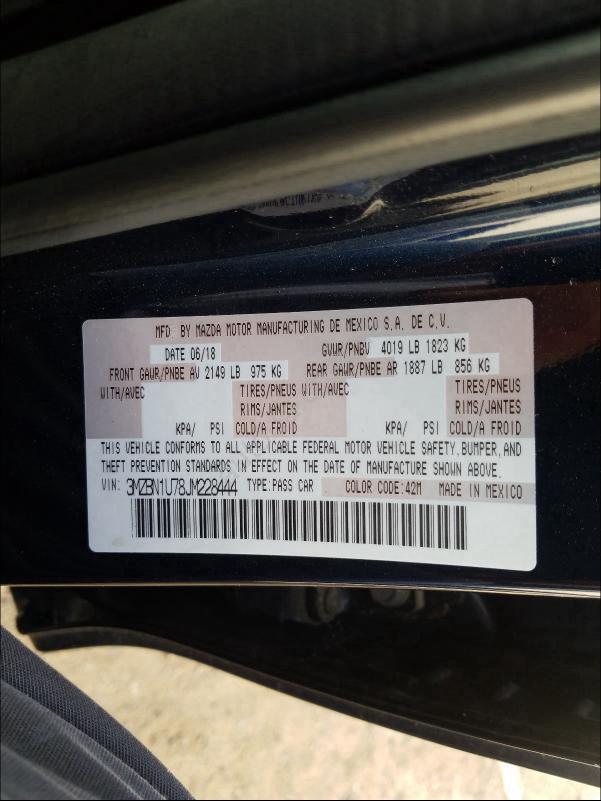 MFD. BY MAZDA MOTOR MANUFACTURING DE MEXICO S.A. DE C.V.
DATE 06/18 GVWR/PNBV 4019 LB 1823 KG
FRONT GAWR/PNBE AV 2149 LB 975 KG REAR GAWR/PNBE AR 1887 LB 856 KG
WITH/AVEC TIRES/PNEUS WITH/AVEC TIRES/PNEUS
RIMS/JANTES RIMS/JANTES
KPA/ PSI COLD/A FROID KPA/ PSI COLD/A FROID
THIS VEHICLE CONFORMS TO ALL APPLICABLE FEDERAL MOTOR VEHICLE SAFETY, BUMPER, AND
THEFT PREVENTION STANDARDS IN EFFECT ON THE DATE OF MANUFACTURE SHOWN ABOVE.
VIN: 3MZBN1U78JM228444 TYPE: PASS CAR COLOR CODE: 42M MADE IN MEXICO